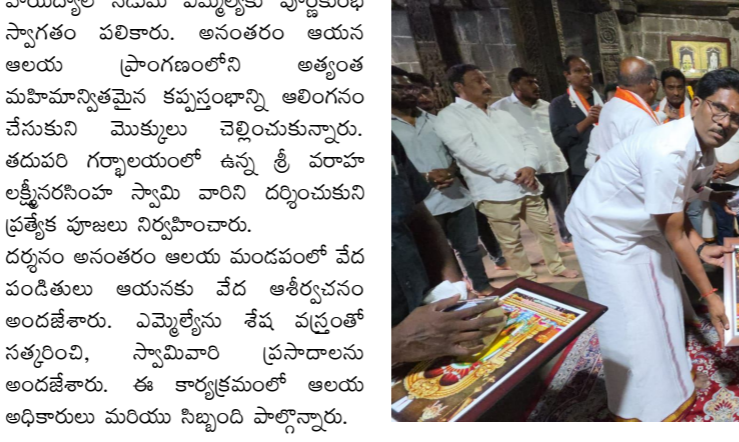 స్వాగతం పలికారు. అనంతరం ఆయన
ఆలయ ప్రాంగణంలోని అత్యంత
మహిమాన్వితమైన కప్పస్తంభాన్ని ఆలింగనం
చేసుకుని మొక్కులు చెల్లించుకున్నారు.
తదుపరి గర్భాలయంలో ఉన్న శ్రీ వరాహ
లక్ష్మీనరసింహ స్వామి వారిని దర్శించుకుని
ప్రత్యేక పూజలు నిర్వహించారు.
దర్శనం అనంతరం ఆలయ మండపంలో వేద
పండితులు ఆయనకు వేద ఆశీర్వచనం
అందజేశారు. ఎమ్మెల్యేను శేష వస్త్రంతో
సత్కరించి, స్వామివారి ప్రసాదాలను
అందజేశారు. ఈ కార్యక్రమంలో ఆలయ
అధికారులు మరియు సిబ్బంది పాల్గొన్నారు.